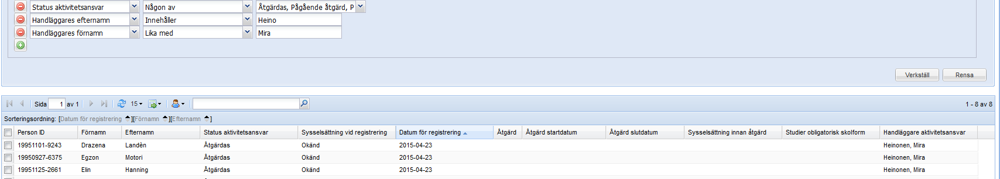 Status aktivitetsansvar Någon av Åtgärdas, Pågående åtgärd, P
Handläggares efternamn Innehåller Heino
Handläggares förnamn Lika med Mira
Verkställ Rensa
Sida 1 av 1 15 1 - 8 av 8
Sorteringsordning: [Datum för registrering ][Förnamn ][Efternamn ]
Person ID Förnamn Efternamn Status aktivitetsansvar Sysselsättning vid registrering Datum för registrering Åtgärd Åtgärd startdatum Åtgärd slutdatum Sysselsättning innan åtgärd Studier obligatorisk skolform Handläggare aktivitetsansvar
19951101-9243 Drazena Landèn Åtgärdas Okänd 2015-04-23 Heinonen, Mira
19950927-6375 Egzon Motori Åtgärdas Okänd 2015-04-23 Heinonen, Mira
19951125-2661 Elin Hanning Åtgärdas Okänd 2015-04-23 Heinonen, Mira